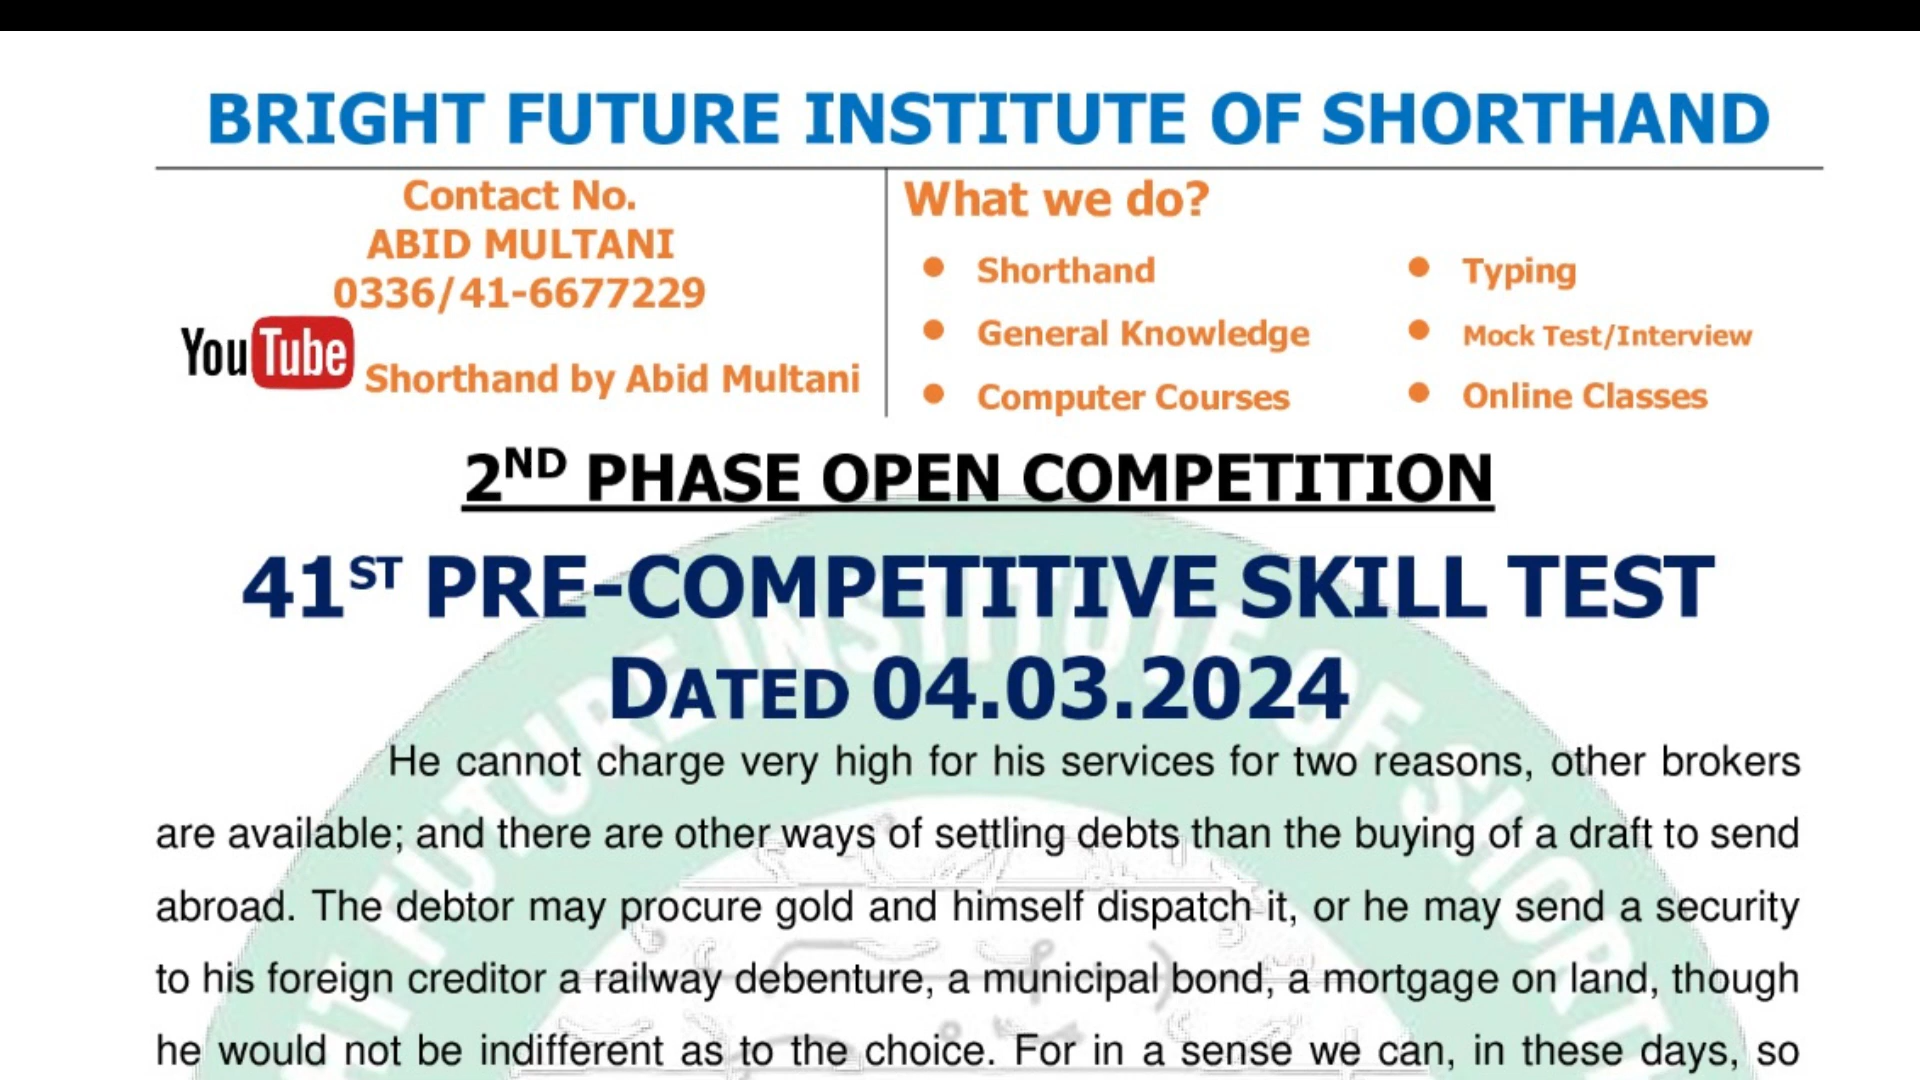 BRIGHT FUTURE INSTITUTE OF SHORTHAND
Contact No.
ABID MULTANI
0336/41-6677229
YouTube Shorthand by Abid Multani
What we do?
• Shorthand
• General Knowledge
• Computer Courses
• Typing
• Mock Test/Interview
• Online Classes
2ND PHASE OPEN COMPETITION
41ST PRE-COMPETITIVE SKILL TEST
DATED 04.03.2024
He cannot charge very high for his services for two reasons, other brokers
are available; and there are other ways of settling debts than the buying of a draft to send
abroad. The debtor may procure gold and himself dispatch it, or he may send a security
to his foreign creditor a railway debenture, a municipal bond, a mortgage on land, though
he would not be indifferent as to the choice. For in a sense we can, in these days, so